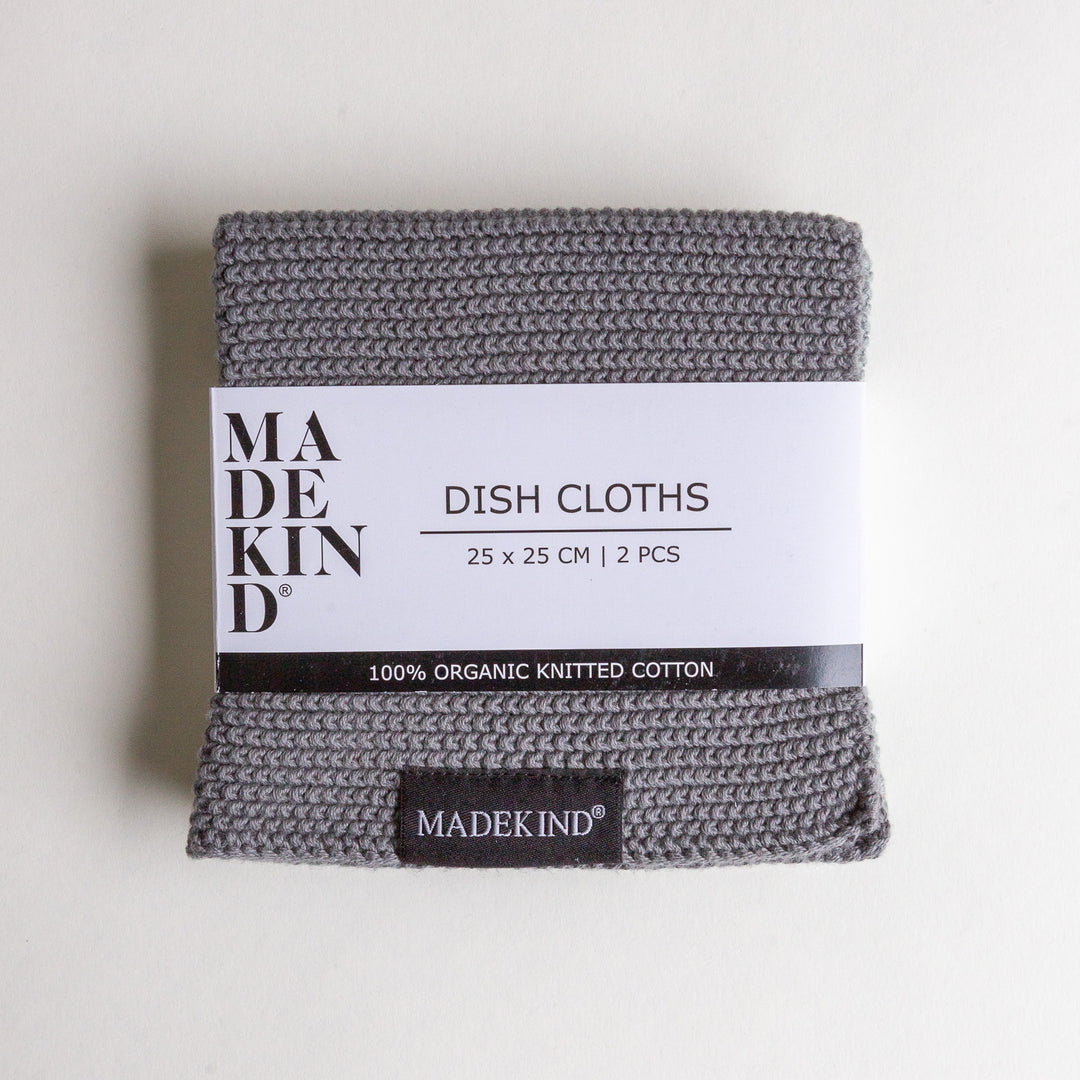 MA
DE
KIN
D®
DISH CLOTHS
25 x 25 CM | 2 PCS
100% ORGANIC KNITTED COTTON
MADEKIND®